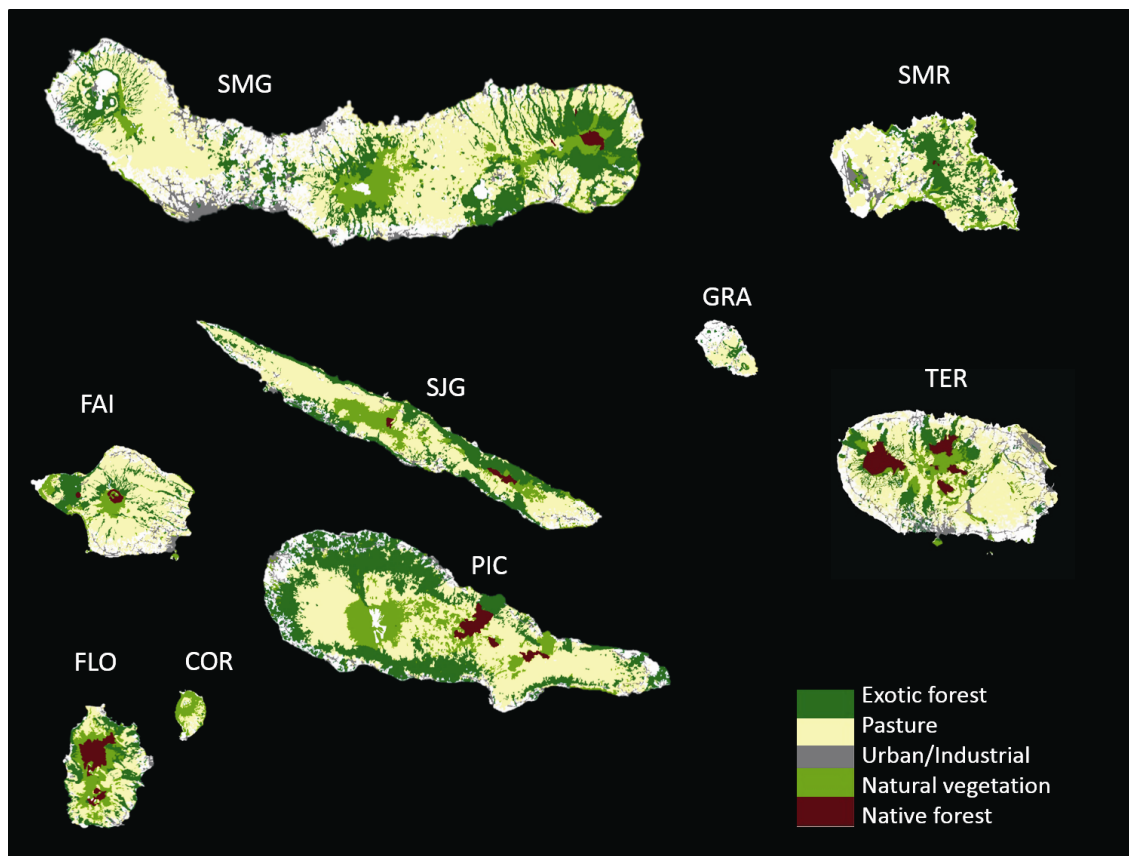 SMG
SMR
GRA
SJG
TER
FAI
PIC
FLO
COR
Exotic forest
Pasture
Urban/Industrial
Natural vegetation
Native forest